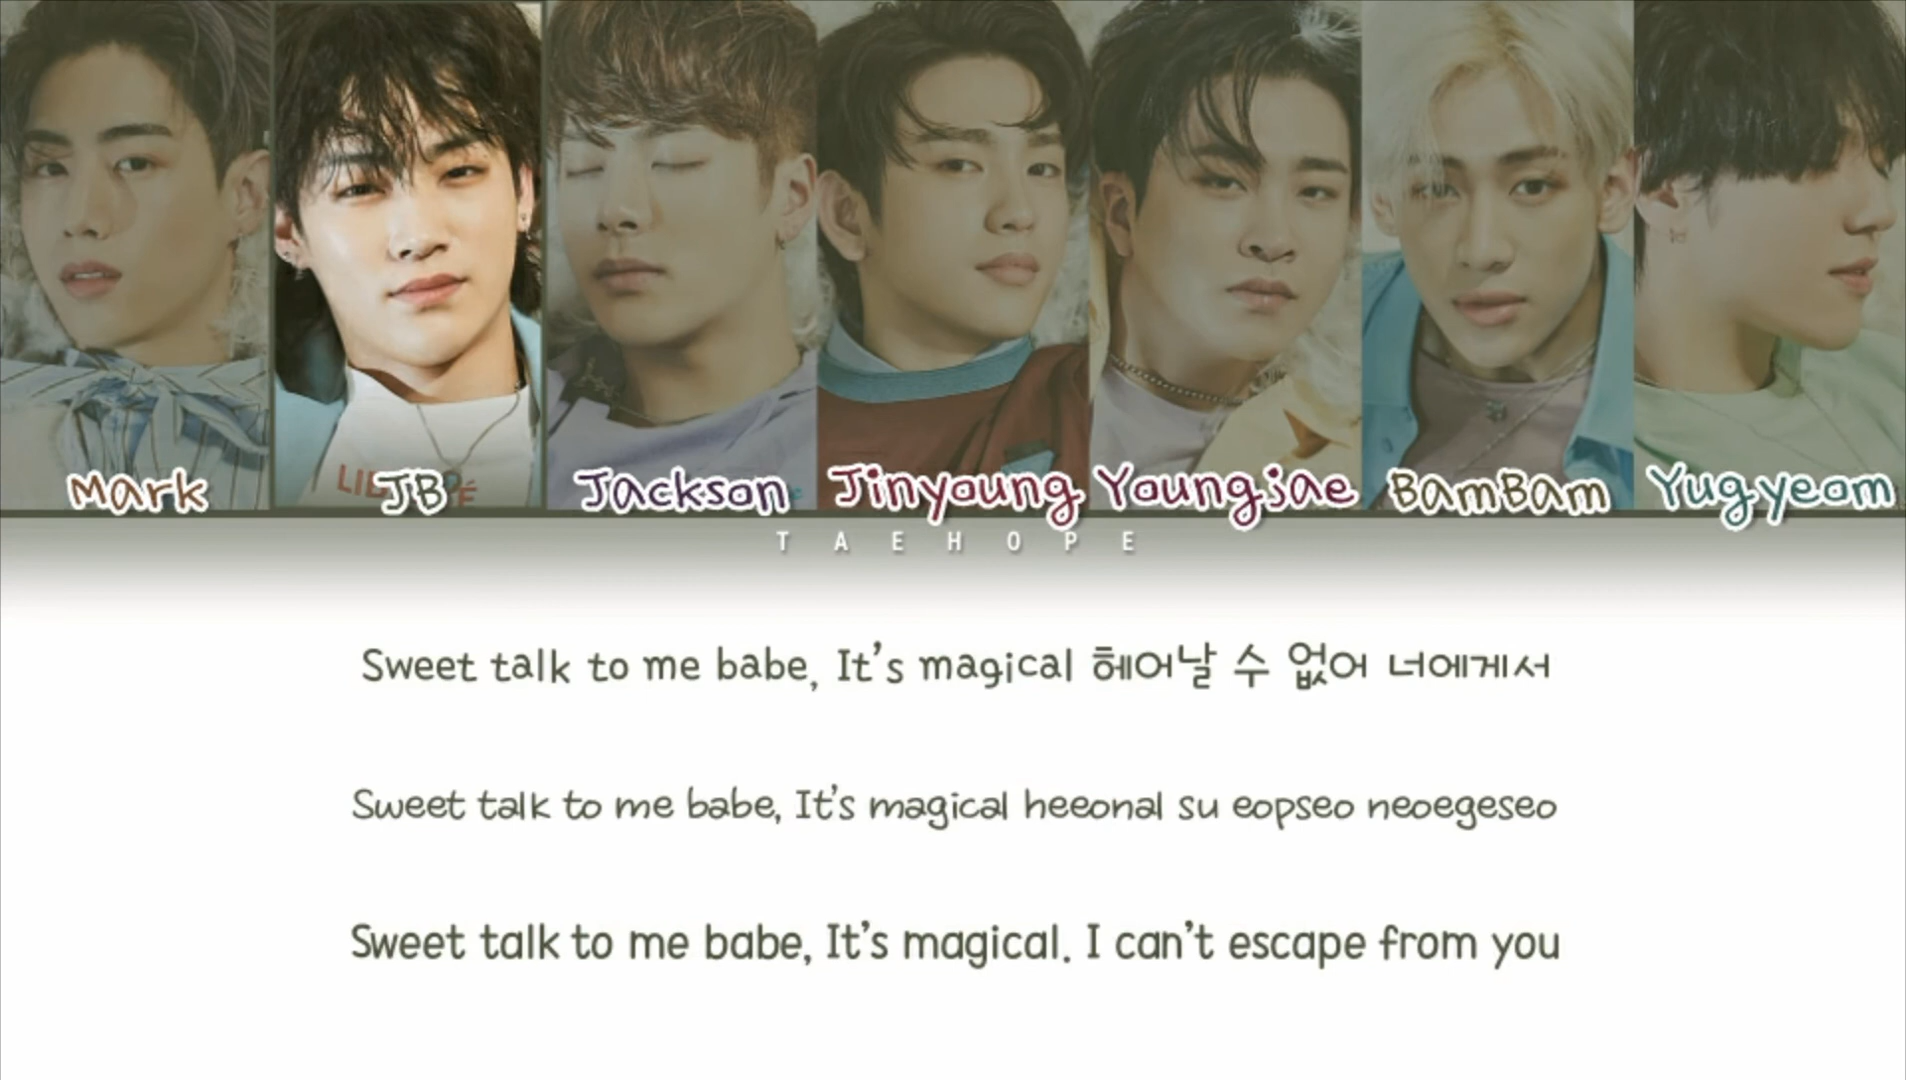 Mark JB Jackson Jinyoung Youngjae BamBam Yugyeom
TAEHOPE
Sweet talk to me babe, It's magical 헤어날 수 없어 너에게서
Sweet talk to me babe, It's magical heeonal su eopseo neoegeseo
Sweet talk to me babe, It's magical. I can't escape from you